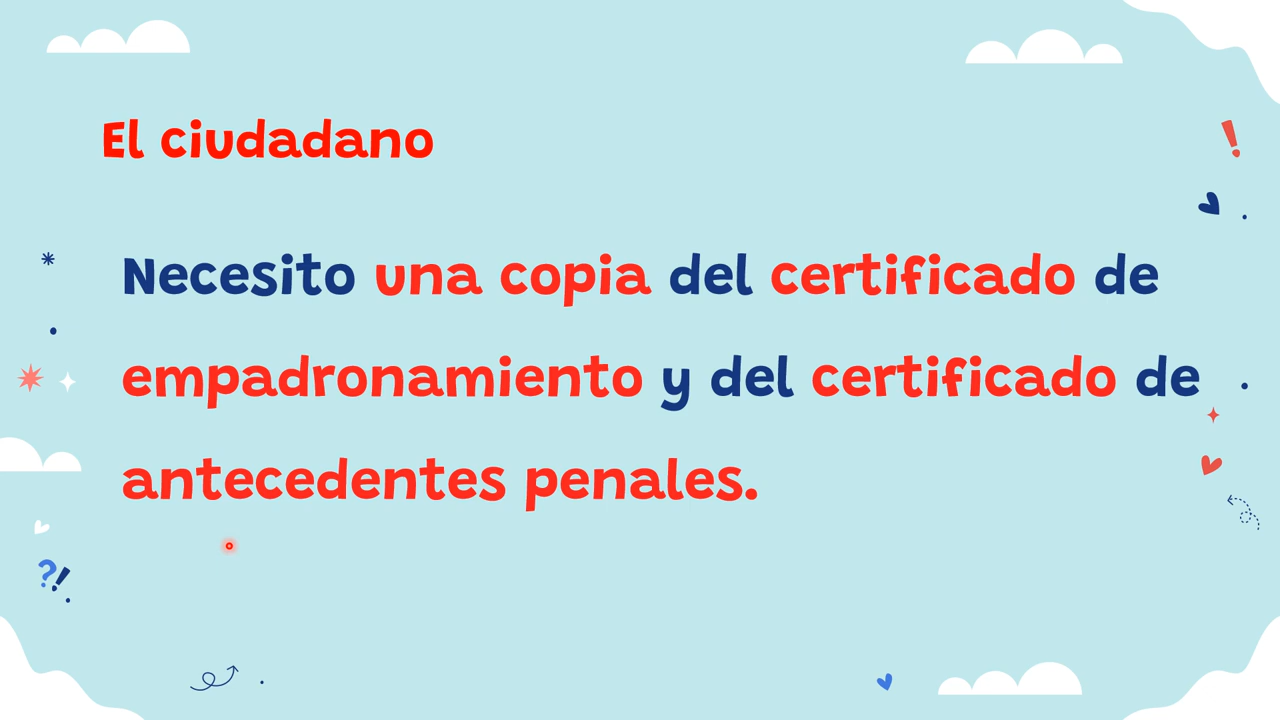 El ciudadano
Necesito una copia del certificado de
empadronamiento y del certificado de
antecedentes penales.